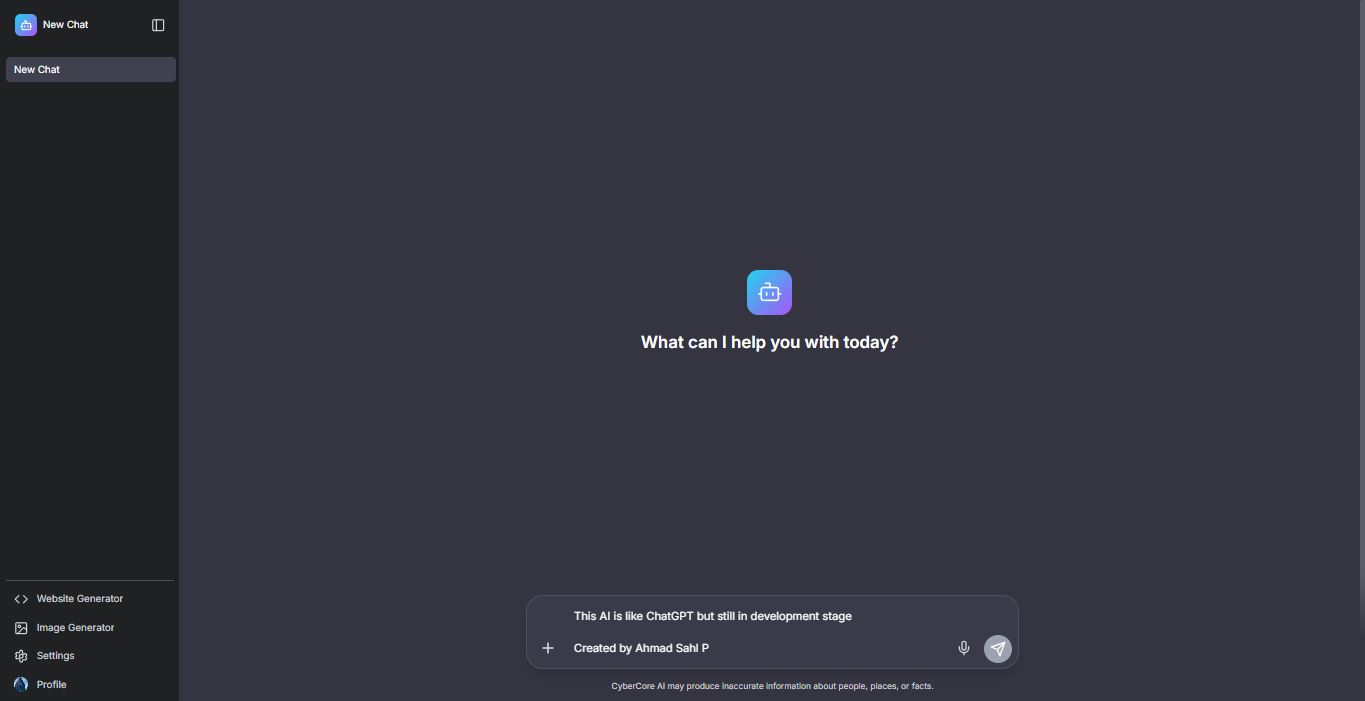 New Chat
New Chat
What can I help you with today?
This AI is like ChatGPT but still in development stage
Created by Ahmad Sahl P
CyberCore AI may produce inaccurate information about people, places, or facts.
Website Generator
Image Generator
Settings
Profile